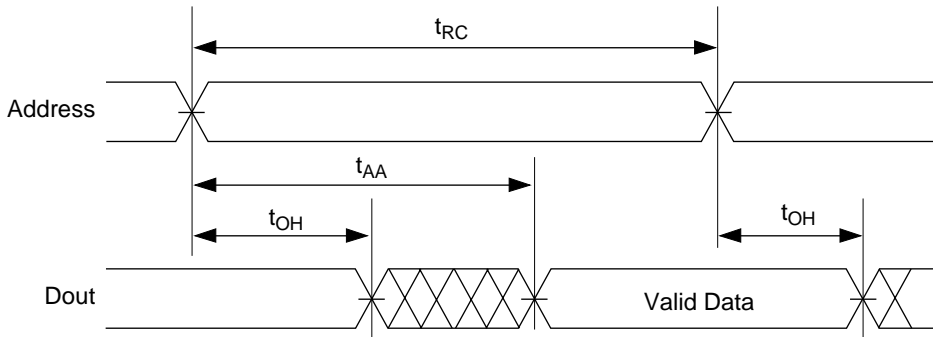 tRC
Address
tAA
tOH
tOH
Dout
Valid Data